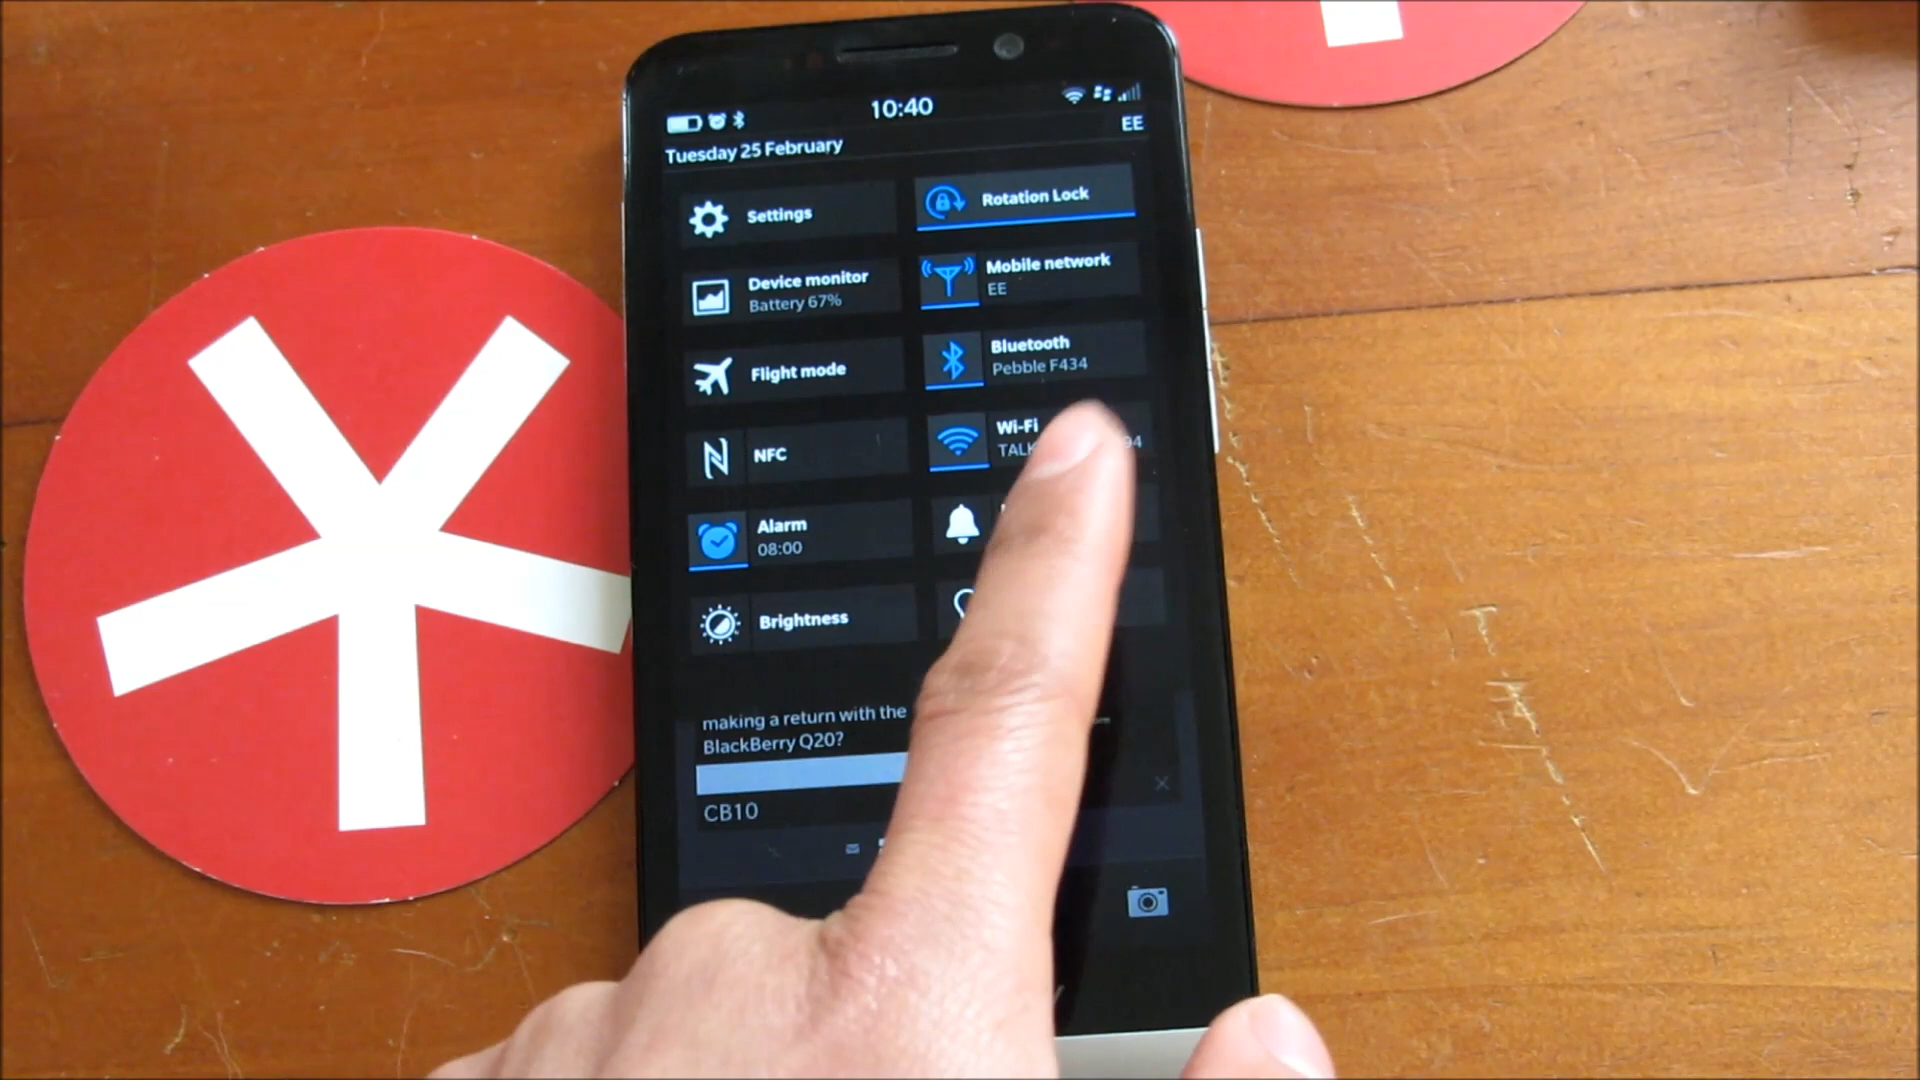 10:40
EE
Tuesday 25 February
Settings
Rotation Lock
Device monitor
Battery 67%
Mobile network
EE
Flight mode
Bluetooth
Pebble F434
NFC
Wi-Fi
Alarm
08:00
Brightness
making a return with the
BlackBerry Q20?
CB10